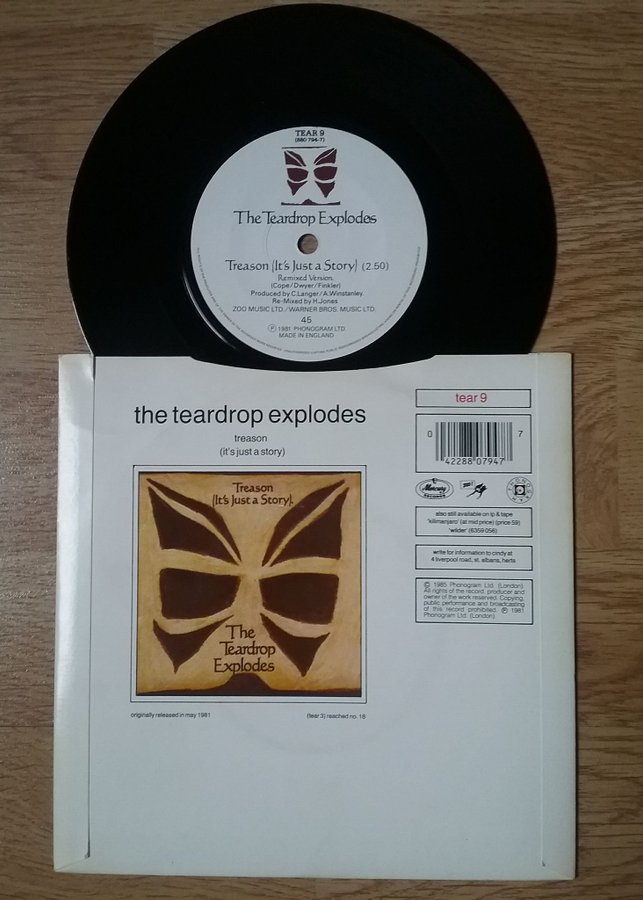 TEAR 9
(880 794-7)
The Teardrop Explodes
Treason (It's Just a Story) (2.50)
Remixed Version.
(Cope/Dwyer/Finkler)
Produced by C.Langer/A.Winstanley.
Re-Mixed by H.Jones
ZOO MUSIC LTD./WARNER BROS. MUSIC LTD.
45
℗ 1981 PHONOGRAM LTD.
MADE IN ENGLAND
the teardrop explodes
treason
(it's just a story)
Treason
(It's Just a Story).
The
Teardrop
Explodes
originally released in may 1981
(tear 3) reached no. 18
tear 9
0 42288 07947 7
Mercury
RECORDS
also still available on lp & tape
'kilimanjaro' (at mid price) (price 59)
'wilder' (6359 056)
write for information to cindy at
4 liverpool road, st. albans, herts
© 1985 Phonogram Ltd. (London)
All rights of the record, producer and
owner of the work reserved. Copying,
public performance and broadcasting
of this record prohibited. ℗ 1981
Phonogram Ltd. (London)